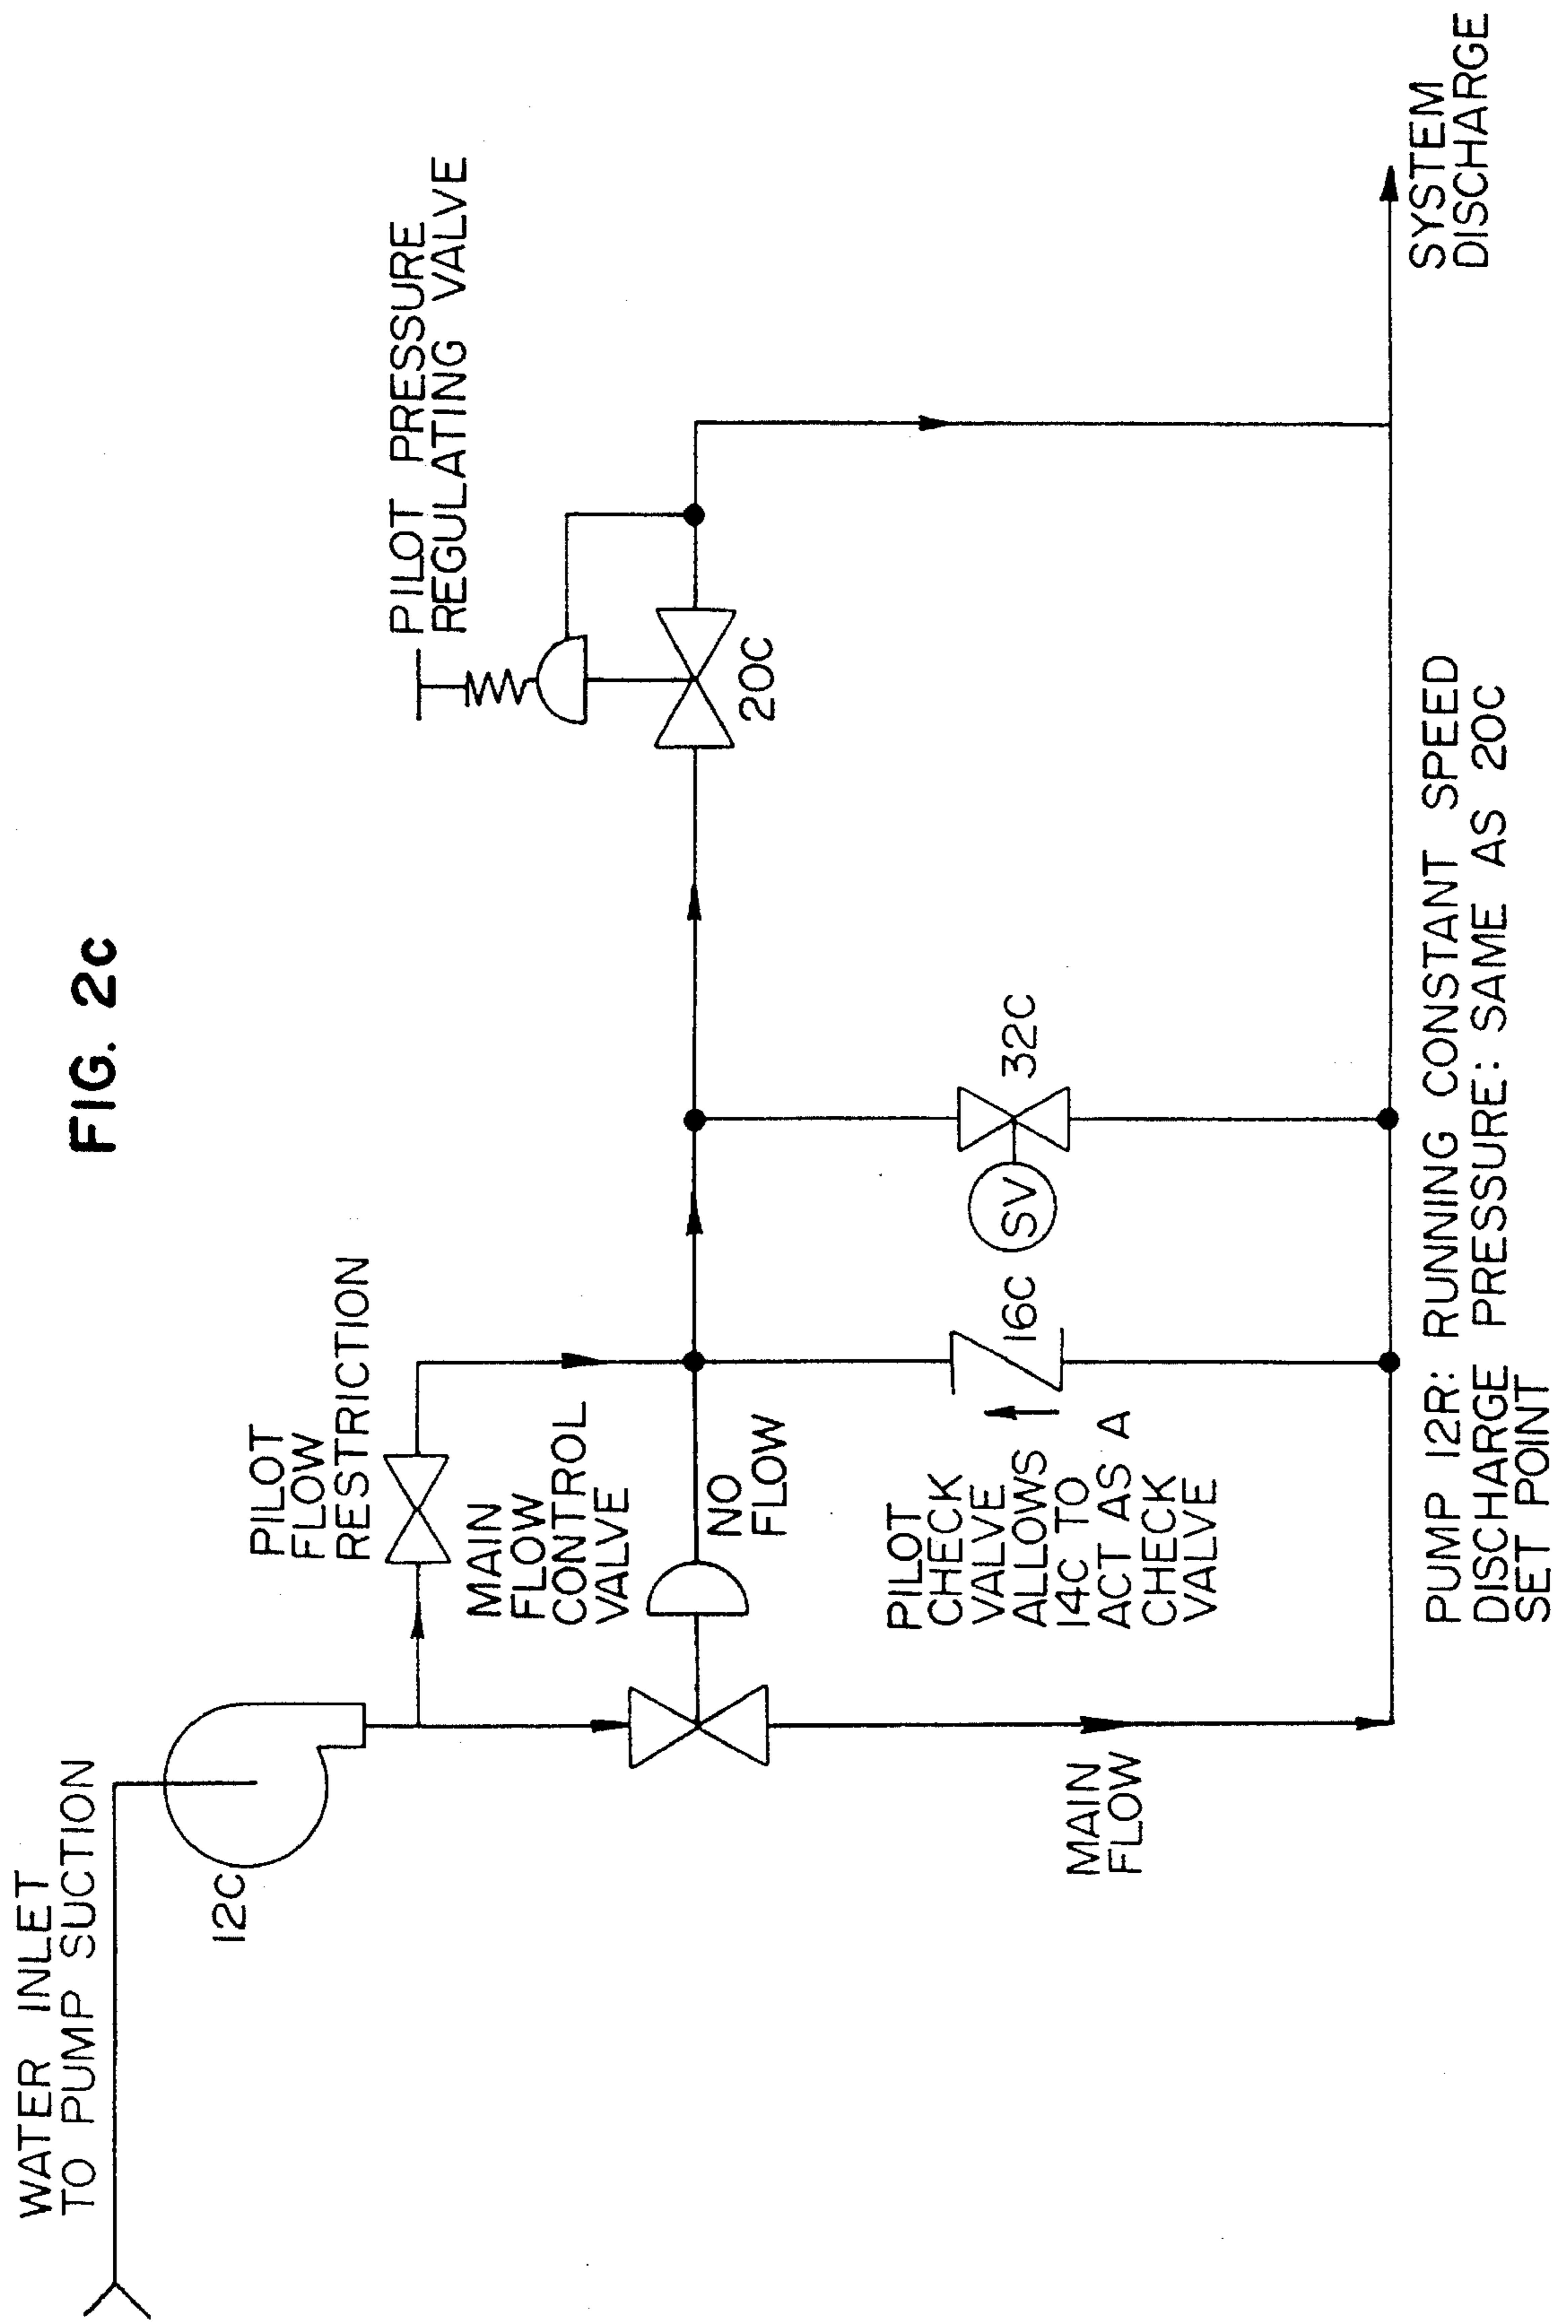 FIG. 2c
WATER INLET
TO PUMP SUCTION
12C
PILOT
FLOW
RESTRICTION
MAIN
FLOW
CONTROL
VALVE
NO
FLOW
PILOT PRESSURE
REGULATING VALVE
20C
PILOT
CHECK
VALVE
ALLOWS
14C TO
ACT AS A
CHECK
VALVE
16C
SV
32C
MAIN
FLOW
SYSTEM
DISCHARGE
PUMP 12R: RUNNING CONSTANT SPEED
DISCHARGE PRESSURE: SAME AS 20C
SET POINT